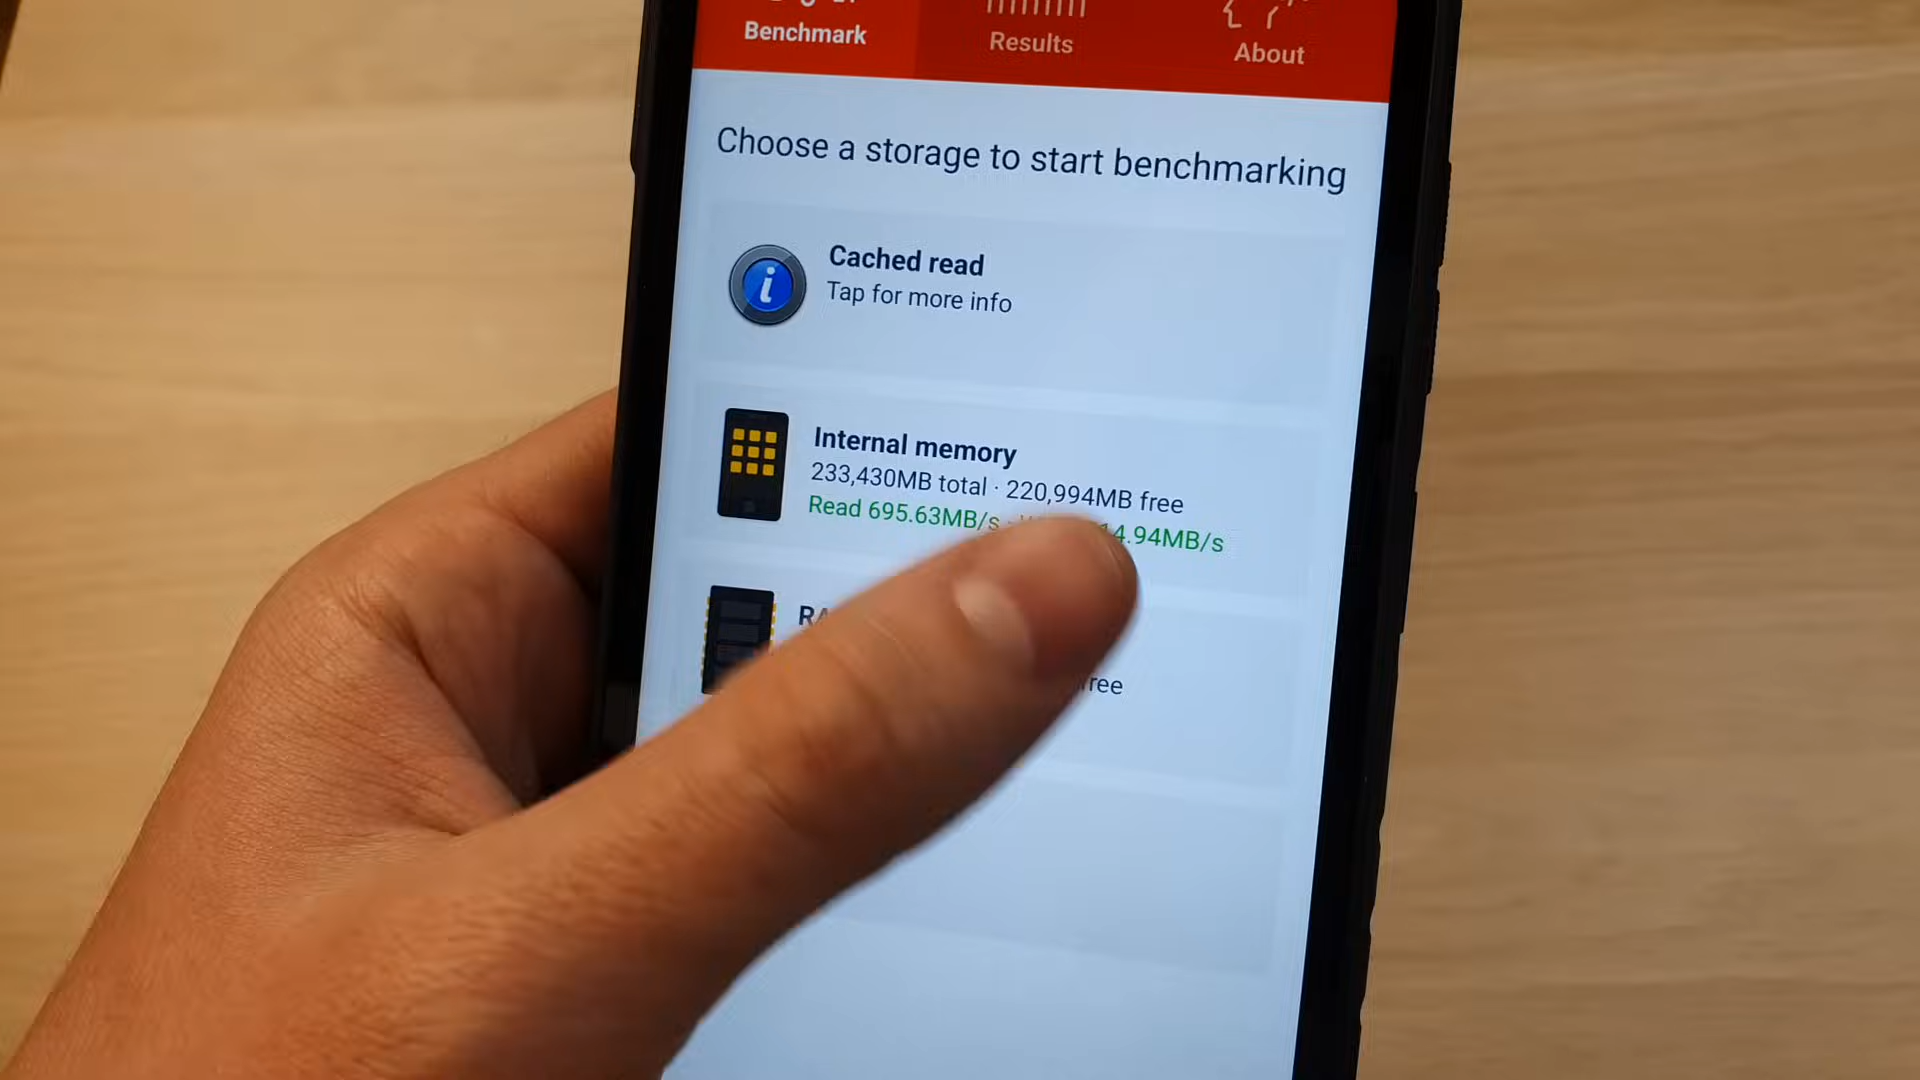 Benchmark
Results
About
Choose a storage to start benchmarking
Cached read
Tap for more info
Internal memory
233,430MB total · 220,994MB free
Read 695.63MB/s · 4.94MB/s